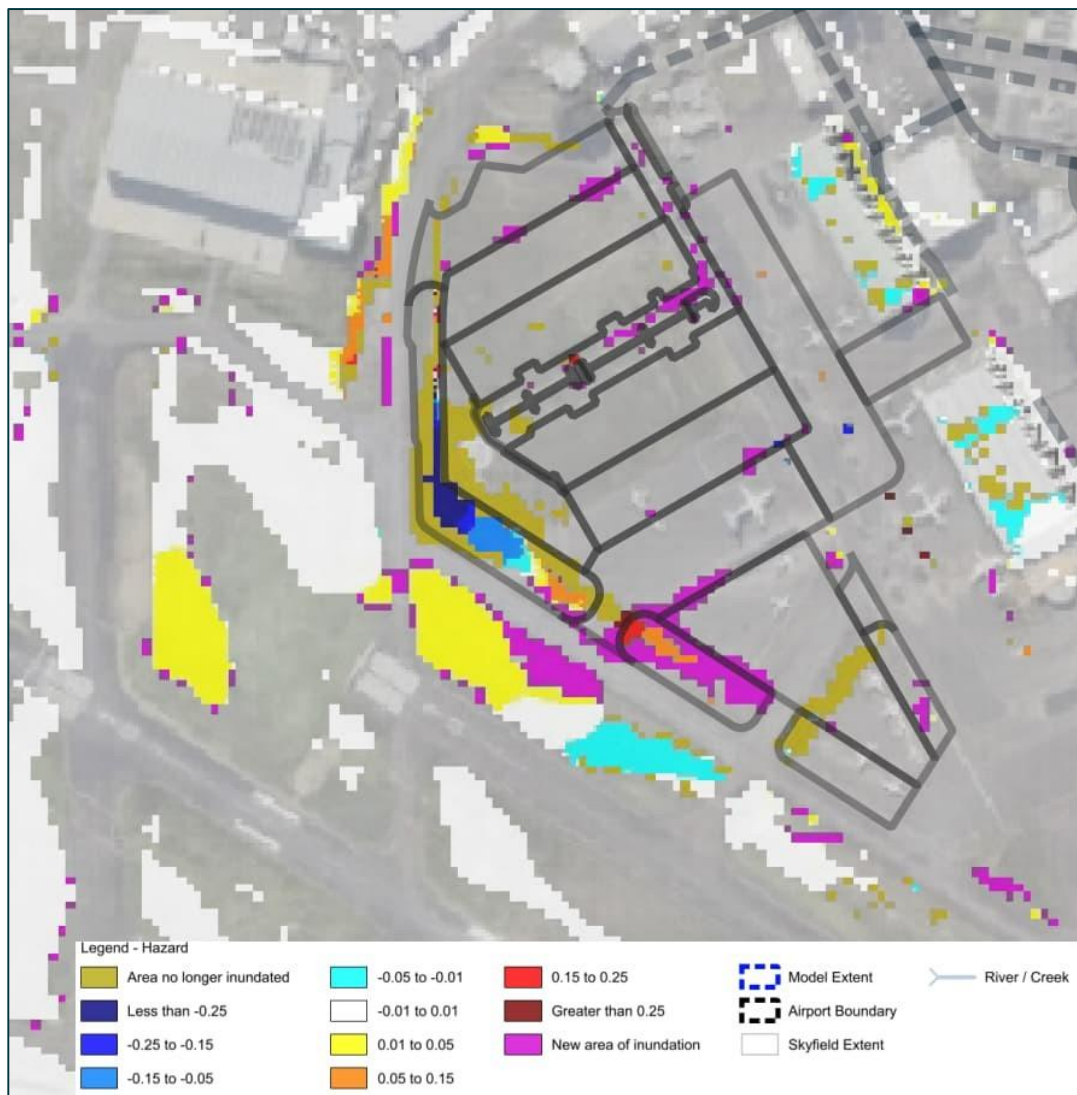 Legend - Hazard
Area no longer inundated
Less than -0.25
-0.25 to -0.15
-0.15 to -0.05
-0.05 to -0.01
-0.01 to 0.01
0.01 to 0.05
0.05 to 0.15
0.15 to 0.25
Greater than 0.25
New area of inundation
Model Extent
Airport Boundary
Skyfield Extent
River / Creek